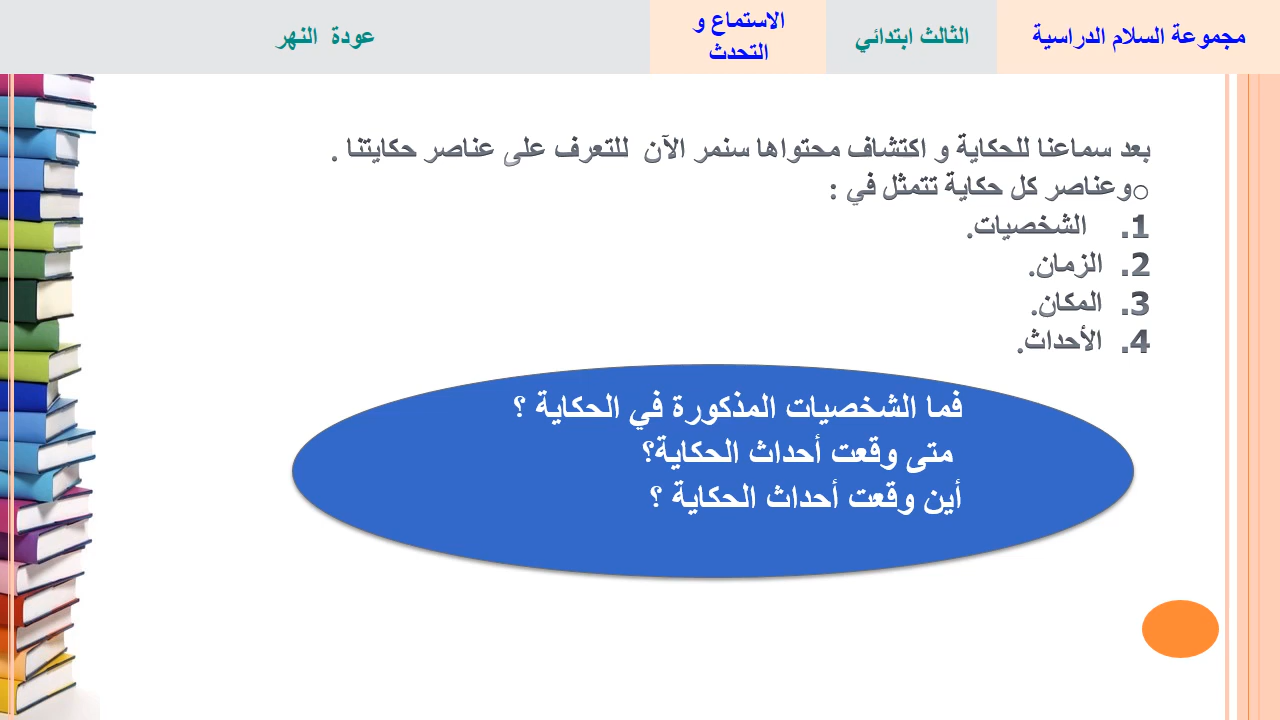 مجموعة السلام الدراسية
الثالث ابتدائي
الاستماع و
التحدث
عودة النهر
بعد سماعنا للحكاية و اكتشاف محتواها سنمر الآن للتعرف على عناصر حكايتنا .
وعناصر كل حكاية تتمثل في :
1. الشخصيات.
2. الزمان.
3. المكان.
4. الأحداث.
فما الشخصيات المذكورة في الحكاية ؟
متى وقعت أحداث الحكاية؟
أين وقعت أحداث الحكاية ؟